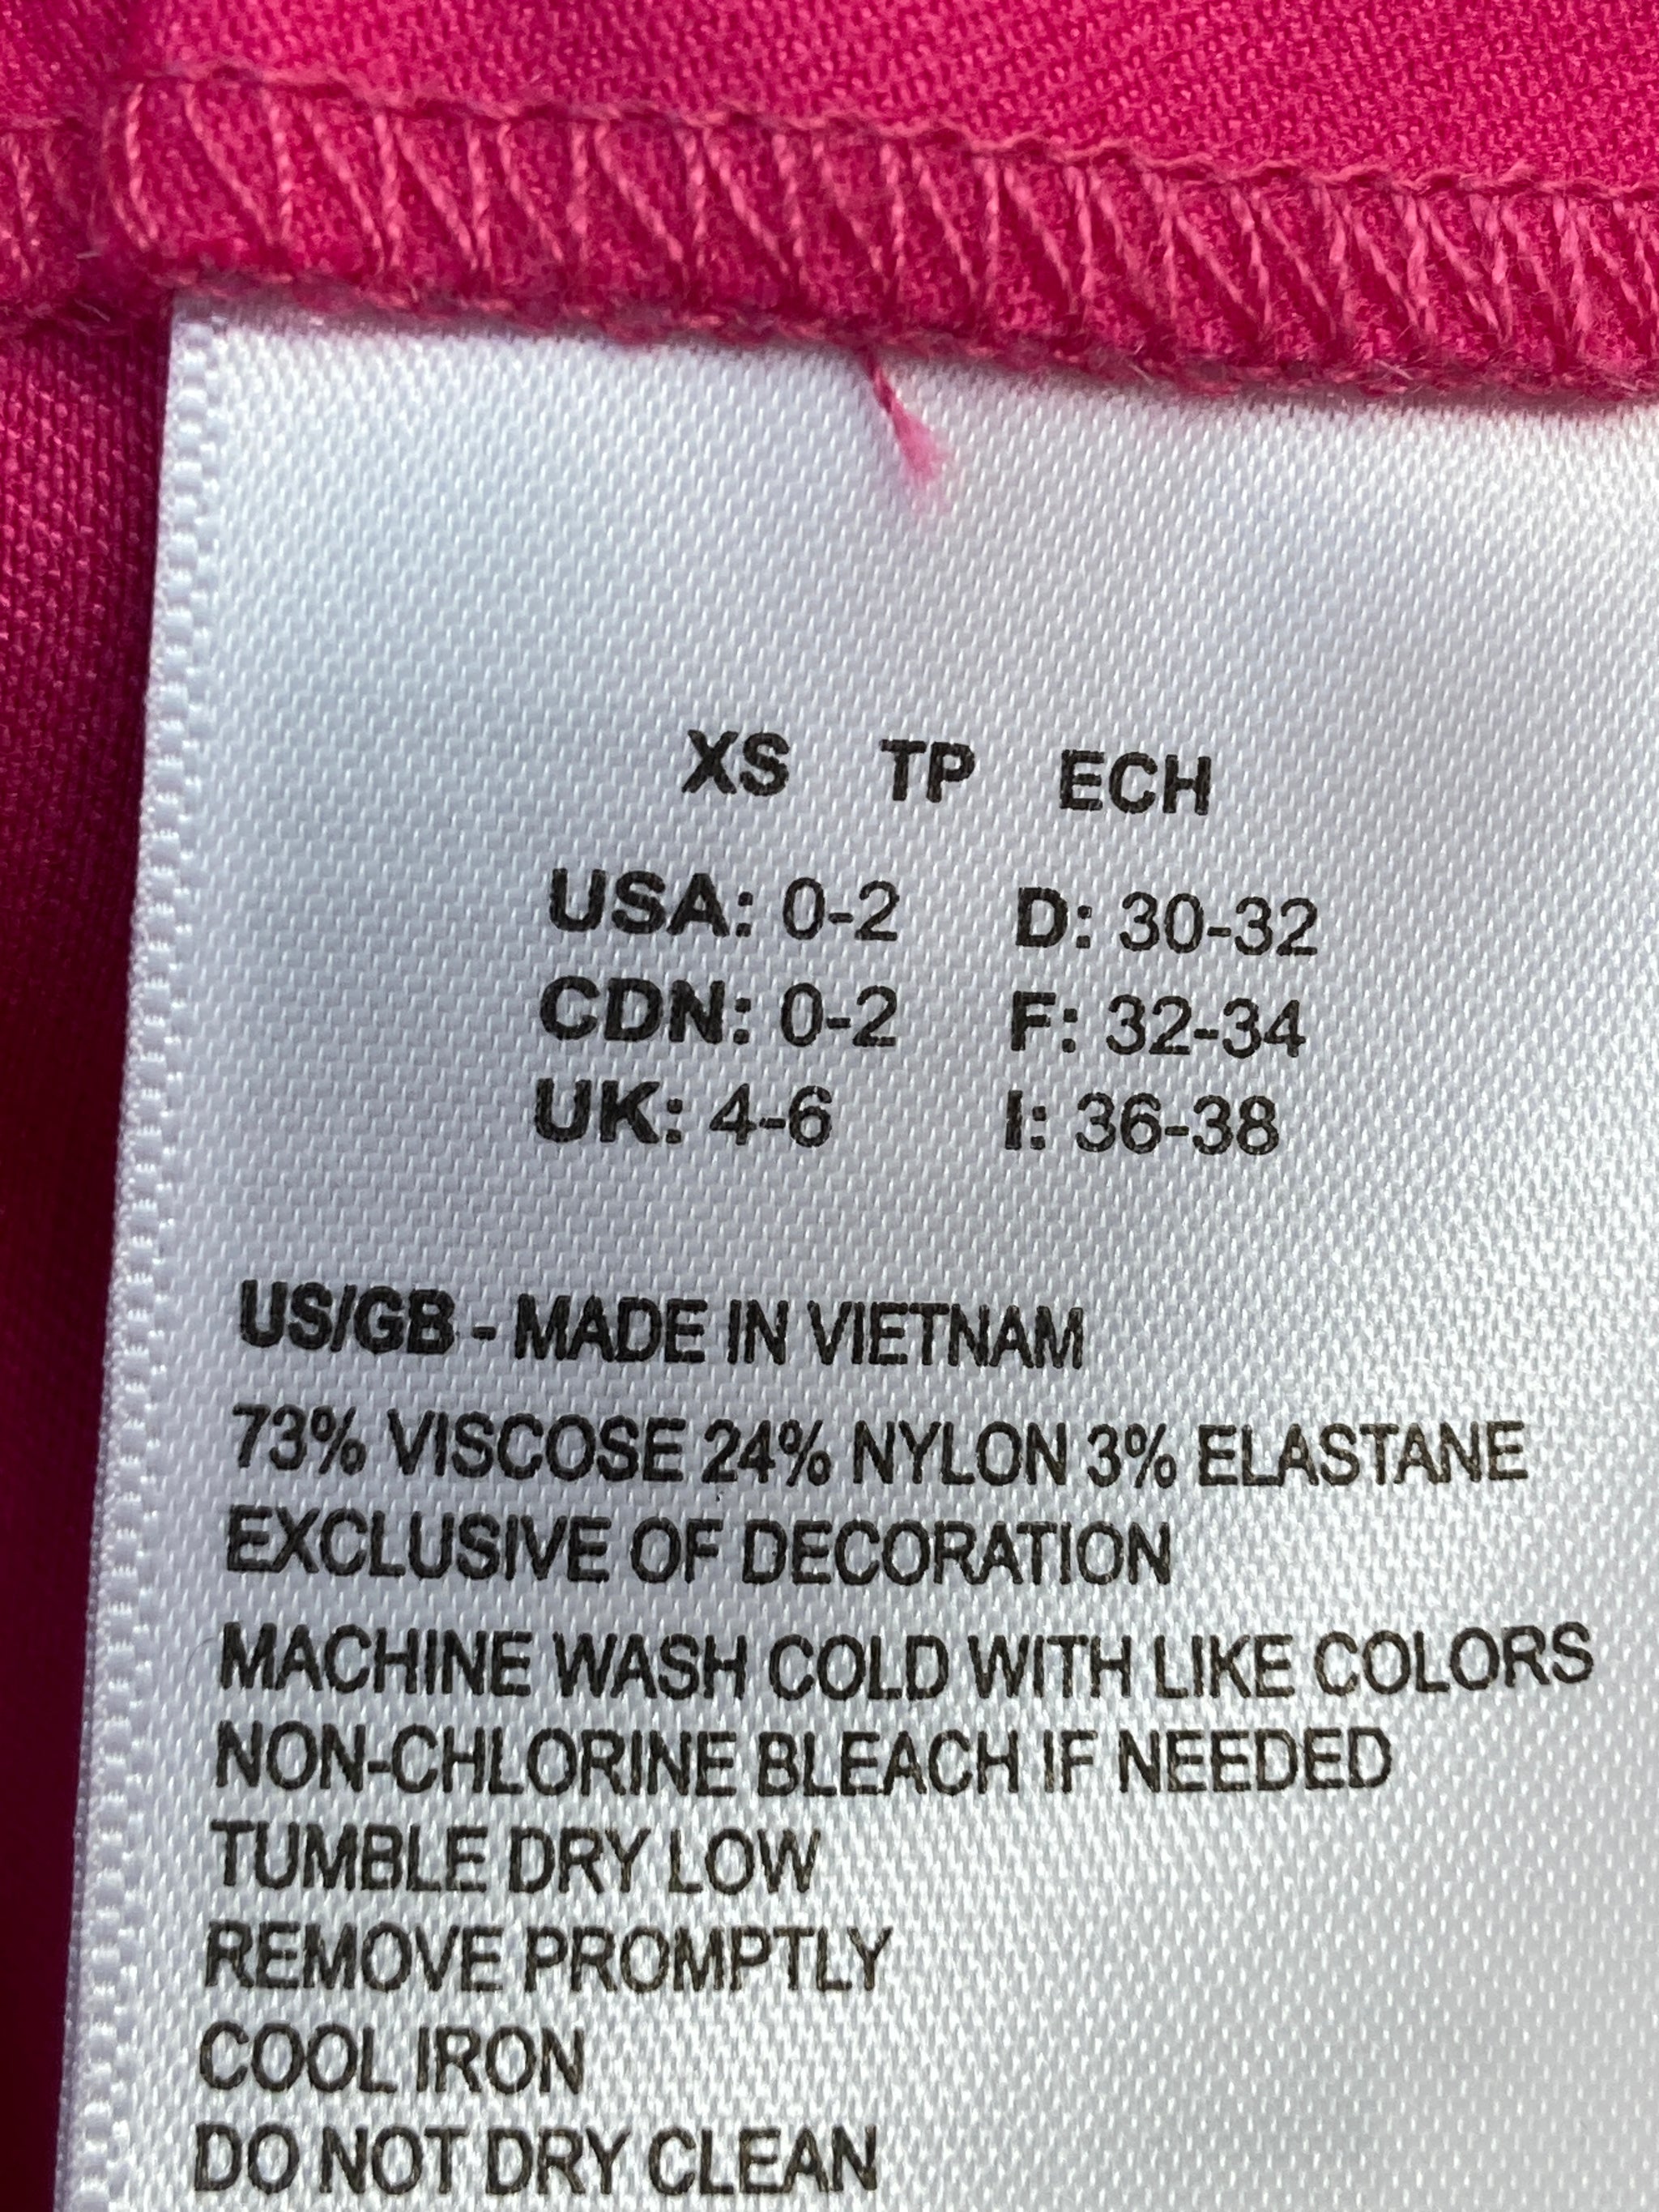 XS TP ECH
USA: 0-2 D: 30-32
CDN: 0-2 F: 32-34
UK: 4-6 I: 36-38
US/GB - MADE IN VIETNAM
73% VISCOSE 24% NYLON 3% ELASTANE
EXCLUSIVE OF DECORATION
MACHINE WASH COLD WITH LIKE COLORS
NON-CHLORINE BLEACH IF NEEDED
TUMBLE DRY LOW
REMOVE PROMPTLY
COOL IRON
DO NOT DRY CLEAN